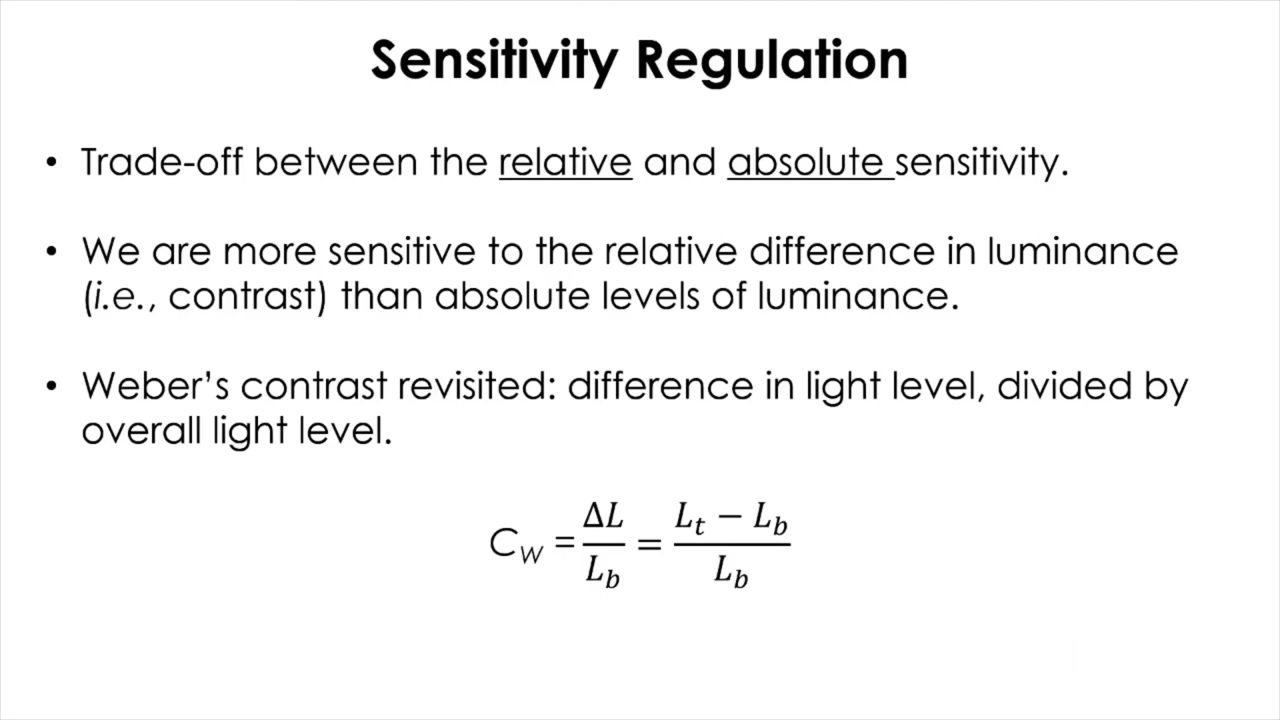 Sensitivity Regulation
• Trade-off between the relative and absolute sensitivity.
• We are more sensitive to the relative difference in luminance
(i.e., contrast) than absolute levels of luminance.
• Weber’s contrast revisited: difference in light level, divided by
overall light level.
C_W = ΔL/L_b = (L_t − L_b)/L_b